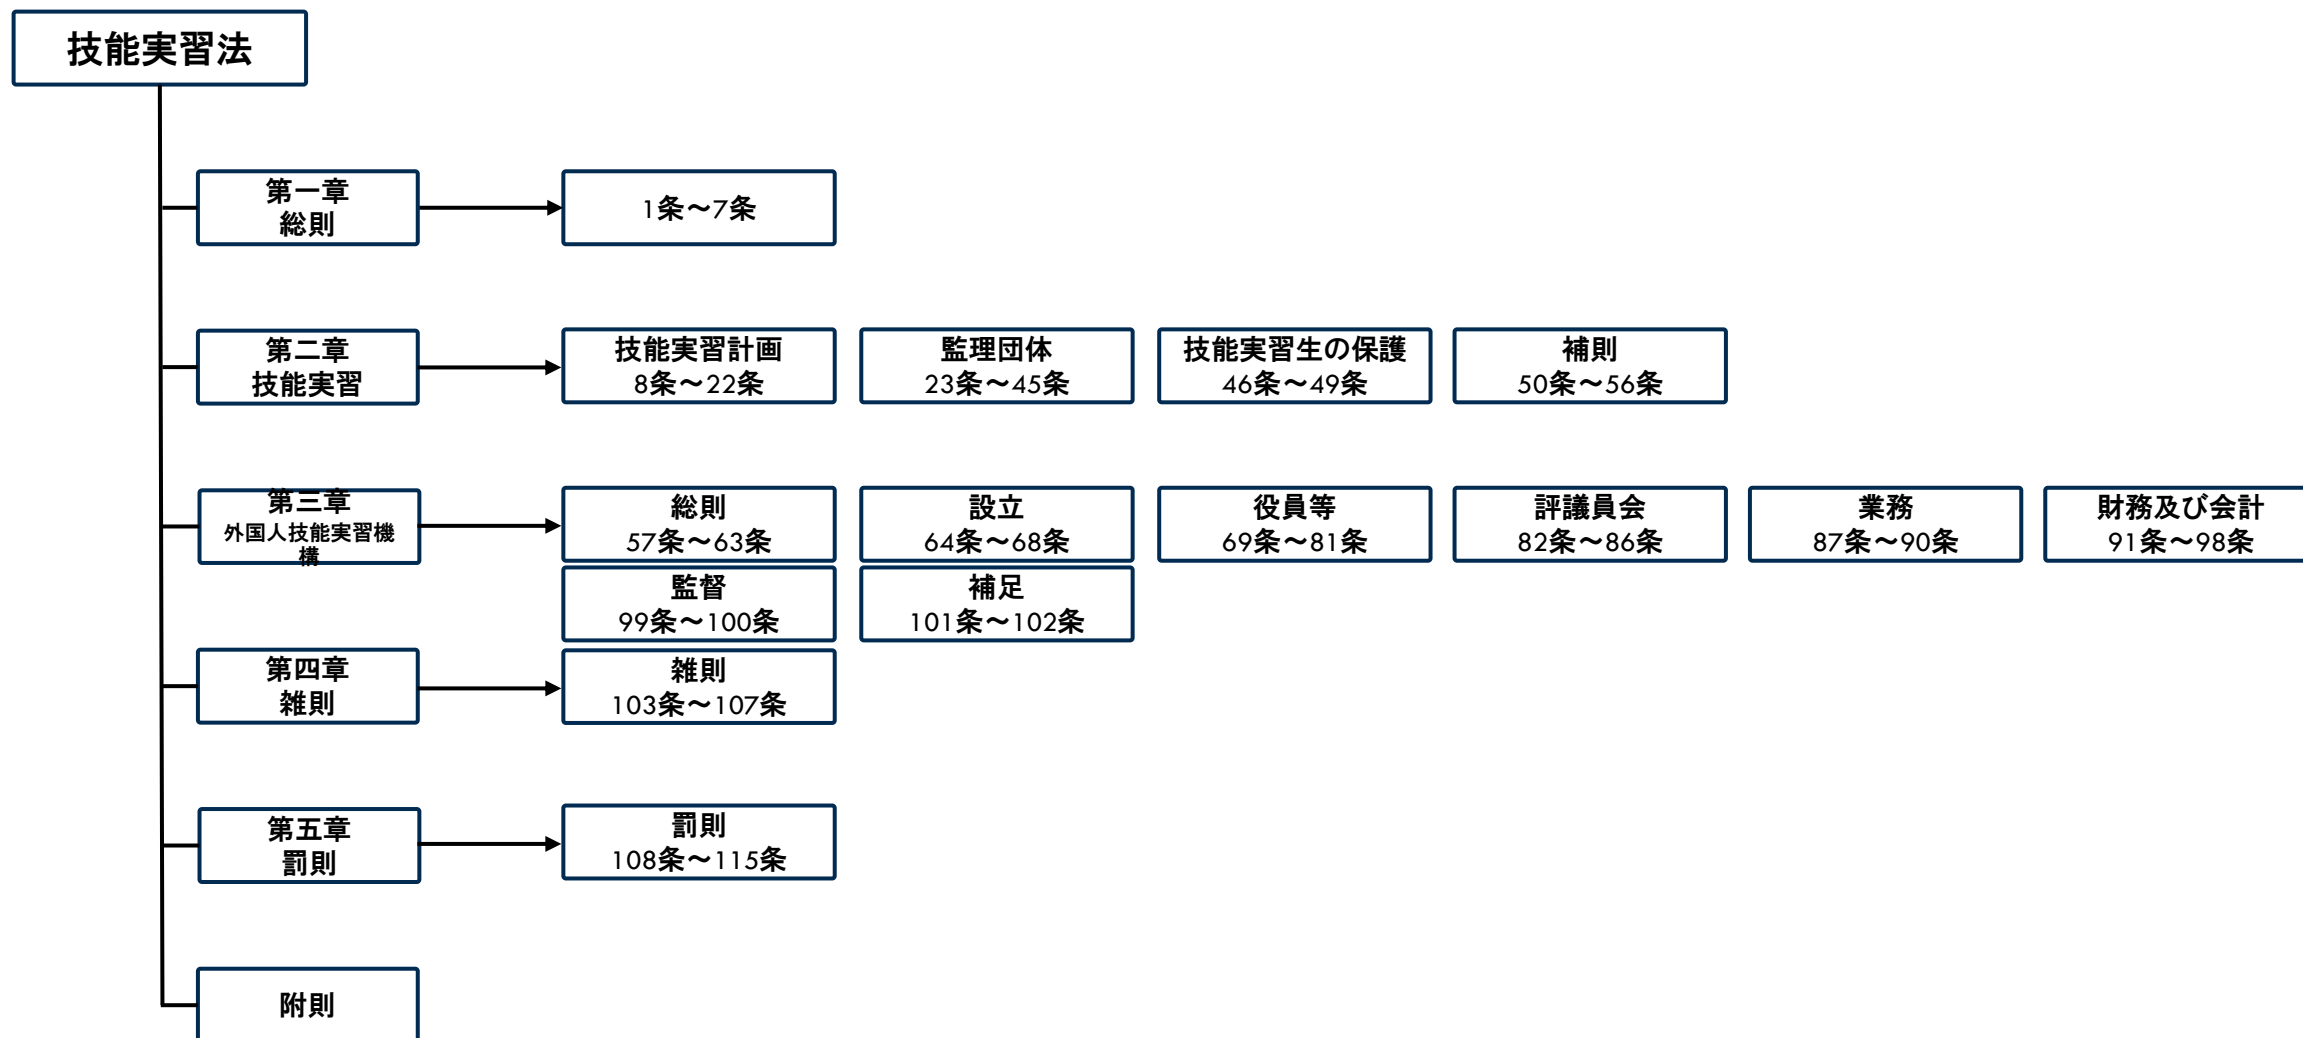 技能実習法
第一章
総則
1条～7条
第二章
技能実習
技能実習計画
8条～22条
監理団体
23条～45条
技能実習生の保護
46条～49条
補則
50条～56条
第三章
外国人技能実習機
構
総則
57条～63条
設立
64条～68条
役員等
69条～81条
評議員会
82条～86条
業務
87条～90条
財務及び会計
91条～98条
監督
99条～100条
補足
101条～102条
第四章
雑則
雑則
103条～107条
第五章
罰則
罰則
108条～115条
附則